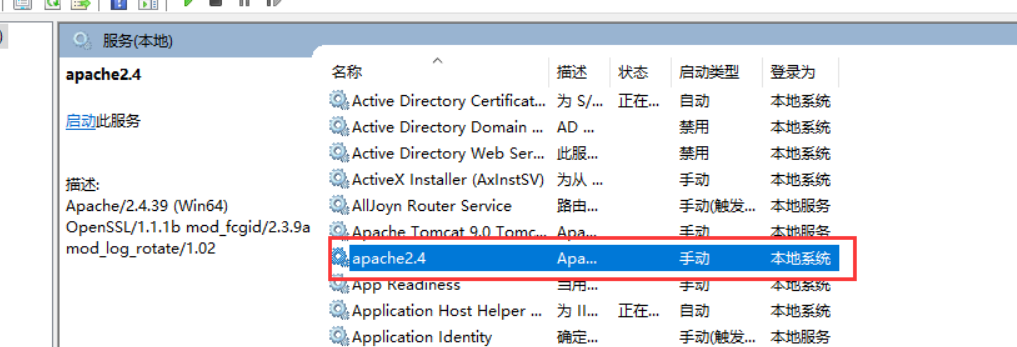 服务(本地)
apache2.4
启动此服务
描述:
Apache/2.4.39 (Win64)
OpenSSL/1.1.1b mod_fcgid/2.3.9a
mod_log_rotate/1.02
名称 描述 状态 启动类型 登录为
Active Directory Certificat... 为 S/... 正在... 自动 本地系统
Active Directory Domain ... AD ... 禁用 本地系统
Active Directory Web Ser... 此服... 禁用 本地系统
ActiveX Installer (AxInstSV) 为从 ... 手动 本地系统
AllJoyn Router Service 路由... 手动(触发... 本地服务
Apache Tomcat 9.0 Tomc... Apa... 手动 本地服务
apache2.4 Apa... 手动 本地系统
App Readiness 当用... 手动 本地系统
Application Host Helper ... 为 II... 正在... 自动 本地系统
Application Identity 确定... 手动(触发... 本地服务